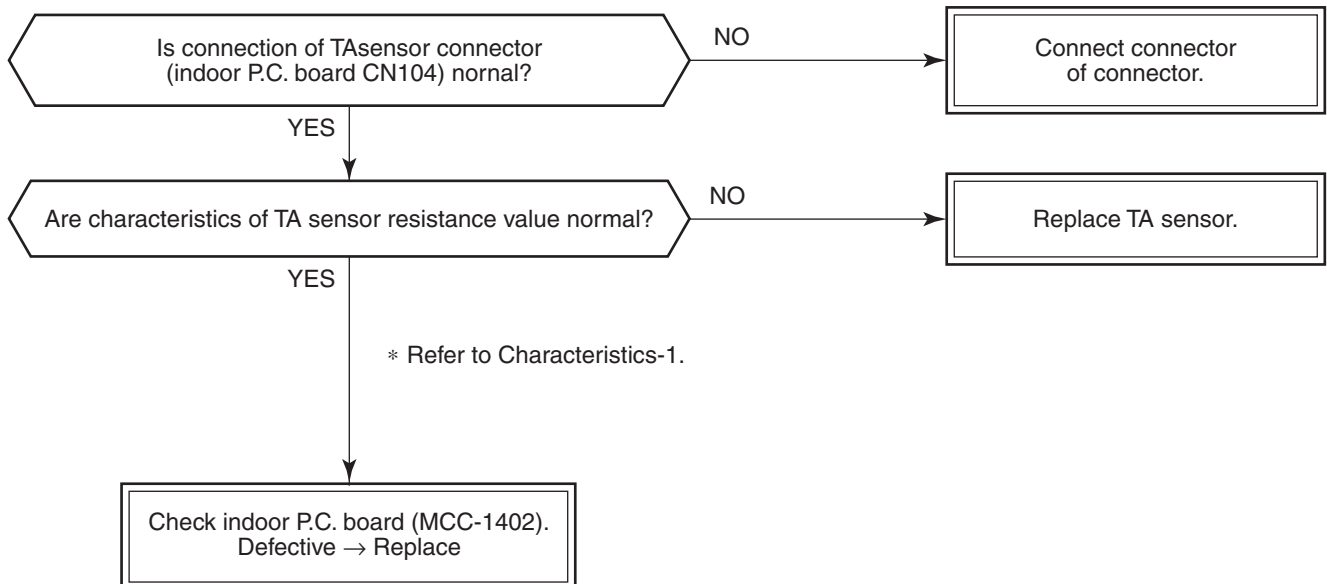 Is connection of TAsensor connector
(indoor P.C. board CN104) nornal?
NO
Connect connector
of connector.
YES
Are characteristics of TA sensor resistance value normal?
NO
Replace TA sensor.
YES
* Refer to Characteristics-1.
Check indoor P.C. board (MCC-1402).
Defective → Replace